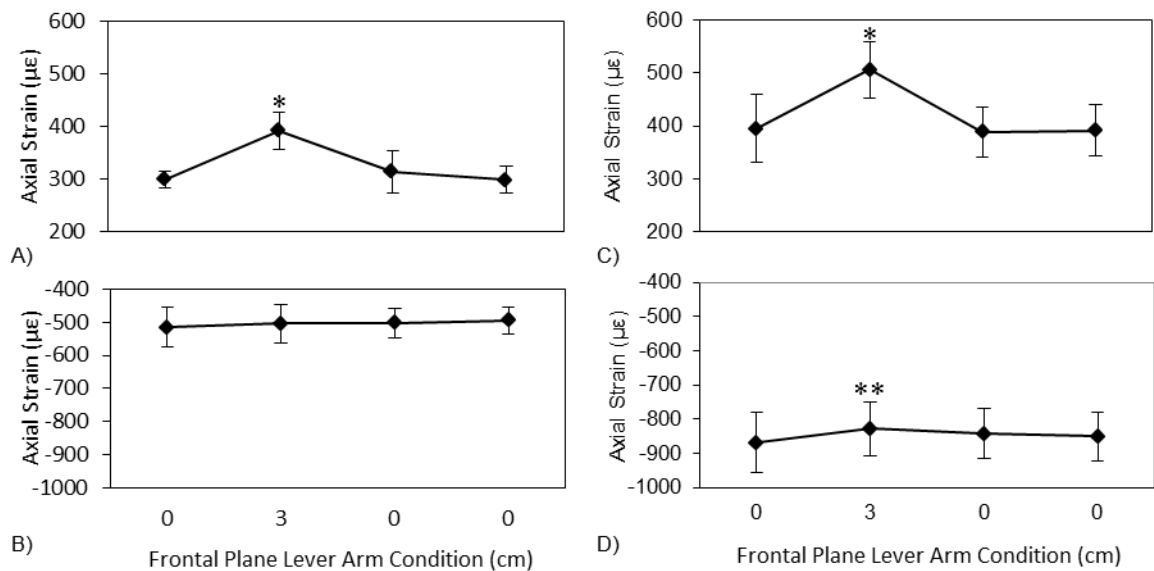 600
500
400
300
200
Axial Strain (με)
*
A)
600
500
400
300
200
Axial Strain (με)
*
C)
-400
-500
-600
-700
-800
-900
-1000
Axial Strain (με)
0 3 0 0
B)
Frontal Plane Lever Arm Condition (cm)
-400
-500
-600
-700
-800
-900
-1000
Axial Strain (με)
**
0 3 0 0
D)
Frontal Plane Lever Arm Condition (cm)